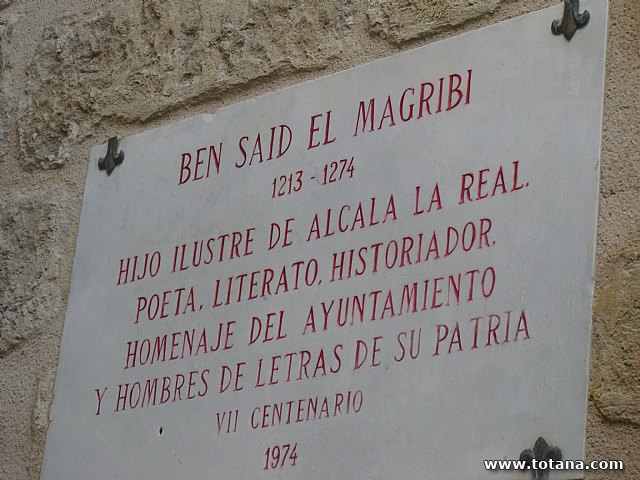 BEN SAID EL MAGRIBI
1213 - 1274
HIJO ILUSTRE DE ALCALA LA REAL.
POETA. LITERATO. HISTORIADOR.
HOMENAJE DEL AYUNTAMIENTO
Y HOMBRES DE LETRAS DE SU PATRIA
VII CENTENARIO
1974
www.totana.com